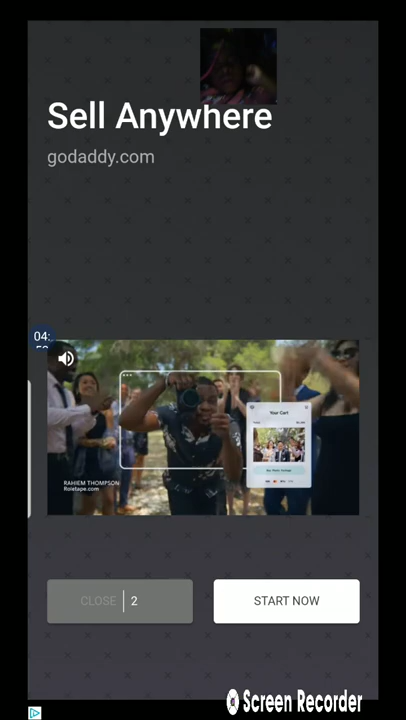 Sell Anywhere
godaddy.com
04:
Your Cart
RAHIEM THOMPSON
Roletape.com
CLOSE 2
START NOW
Screen Recorder